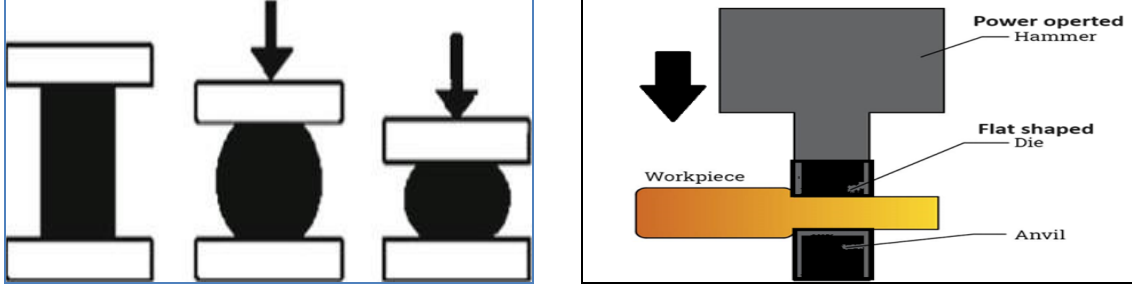 Power operted
Hammer
Flat shaped
Die
Workpiece
Anvil